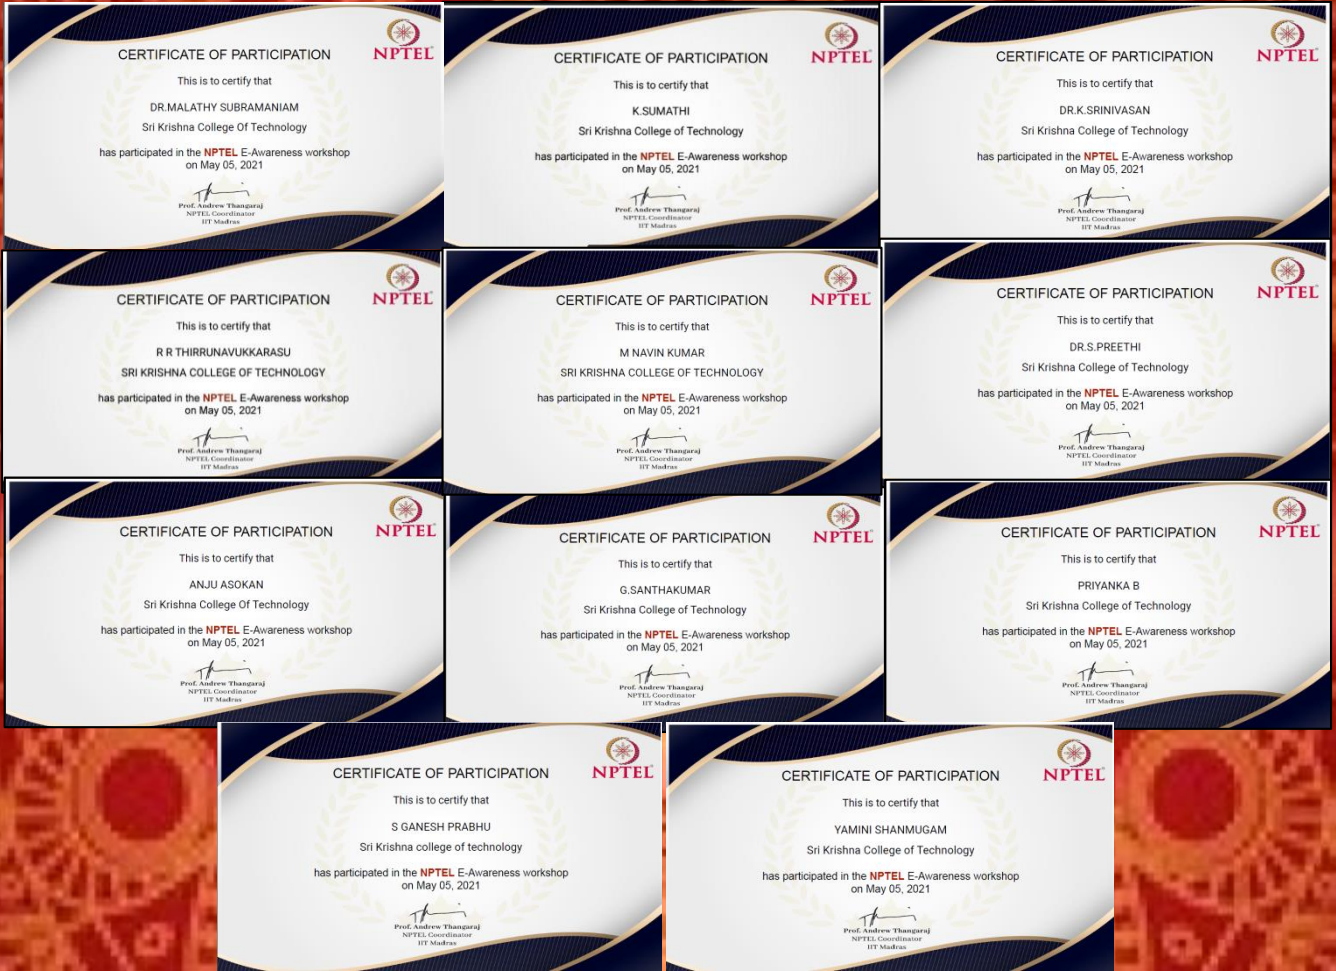 NPTEL
CERTIFICATE OF PARTICIPATION
This is to certify that
DR.MALATHY SUBRAMANIAM
Sri Krishna College Of Technology
has participated in the NPTEL E-Awareness workshop
on May 05, 2021
Prof. Andrew Thangaraj
NPTEL Coordinator
IIT Madras
NPTEL
CERTIFICATE OF PARTICIPATION
This is to certify that
K.SUMATHI
Sri Krishna College of Technology
has participated in the NPTEL E-Awareness workshop
on May 05, 2021
Prof. Andrew Thangaraj
NPTEL Coordinator
IIT Madras
NPTEL
CERTIFICATE OF PARTICIPATION
This is to certify that
DR.K.SRINIVASAN
Sri Krishna College of Technology
has participated in the NPTEL E-Awareness workshop
on May 05, 2021
Prof. Andrew Thangaraj
NPTEL Coordinator
IIT Madras
NPTEL
CERTIFICATE OF PARTICIPATION
This is to certify that
R R THIRRUNAVUKKARASU
SRI KRISHNA COLLEGE OF TECHNOLOGY
has participated in the NPTEL E-Awareness workshop
on May 05, 2021
Prof. Andrew Thangaraj
NPTEL Coordinator
IIT Madras
NPTEL
CERTIFICATE OF PARTICIPATION
This is to certify that
M NAVIN KUMAR
SRI KRISHNA COLLEGE OF TECHNOLOGY
has participated in the NPTEL E-Awareness workshop
on May 05, 2021
Prof. Andrew Thangaraj
NPTEL Coordinator
IIT Madras
NPTEL
CERTIFICATE OF PARTICIPATION
This is to certify that
DR.S.PREETHI
Sri Krishna College of Technology
has participated in the NPTEL E-Awareness workshop
on May 05, 2021
Prof. Andrew Thangaraj
NPTEL Coordinator
IIT Madras
NPTEL
CERTIFICATE OF PARTICIPATION
This is to certify that
ANJU ASOKAN
Sri Krishna College Of Technology
has participated in the NPTEL E-Awareness workshop
on May 05, 2021
Prof. Andrew Thangaraj
NPTEL Coordinator
IIT Madras
NPTEL
CERTIFICATE OF PARTICIPATION
This is to certify that
G.SANTHAKUMAR
Sri Krishna College of Technology
has participated in the NPTEL E-Awareness workshop
on May 05, 2021
Prof. Andrew Thangaraj
NPTEL Coordinator
IIT Madras
NPTEL
CERTIFICATE OF PARTICIPATION
This is to certify that
PRIYANKA B
Sri Krishna College of Technology
has participated in the NPTEL E-Awareness workshop
on May 05, 2021
Prof. Andrew Thangaraj
NPTEL Coordinator
IIT Madras
NPTEL
CERTIFICATE OF PARTICIPATION
This is to certify that
S GANESH PRABHU
Sri Krishna college of technology
has participated in the NPTEL E-Awareness workshop
on May 05, 2021
Prof. Andrew Thangaraj
NPTEL Coordinator
IIT Madras
NPTEL
CERTIFICATE OF PARTICIPATION
This is to certify that
YAMINI SHANMUGAM
Sri Krishna College of Technology
has participated in the NPTEL E-Awareness workshop
on May 05, 2021
Prof. Andrew Thangaraj
NPTEL Coordinator
IIT Madras